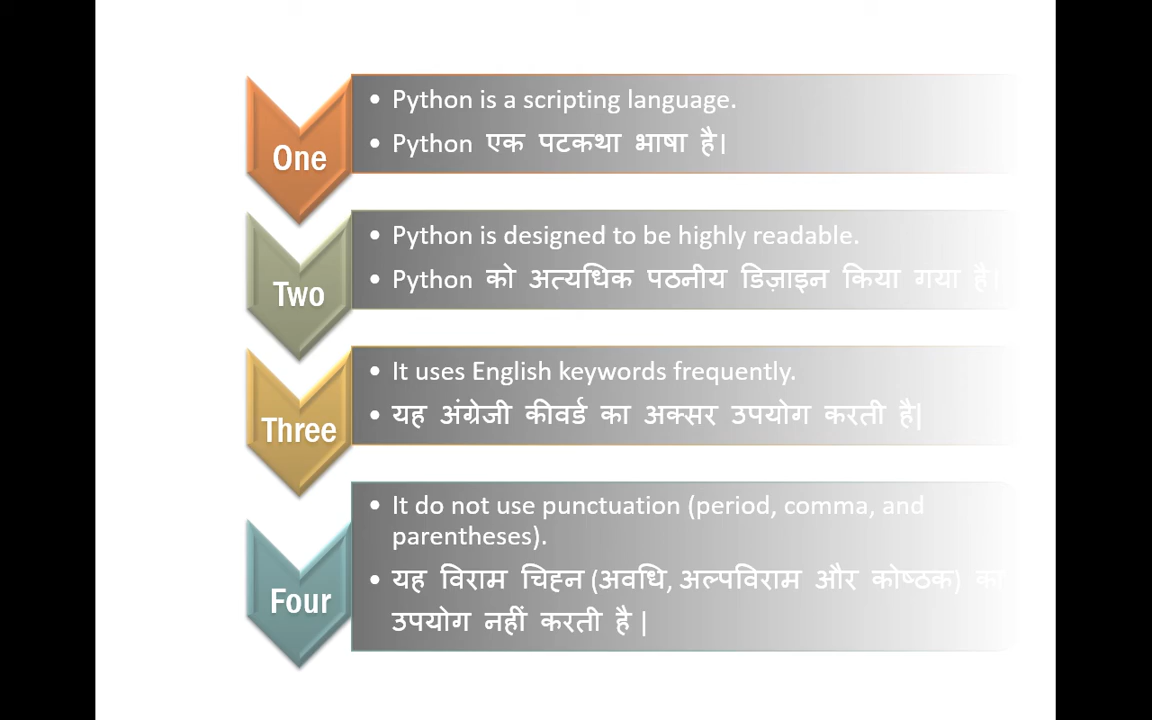 One
• Python is a scripting language.
• Python एक पटकथा भाषा है|
Two
• Python is designed to be highly readable.
• Python को अत्यधिक पठनीय डिज़ाइन किया गया है|
Three
• It uses English keywords frequently.
• यह अंग्रेजी कीवर्ड का अक्सर उपयोग करती है|
Four
• It do not use punctuation (period, comma, and
parentheses).
• यह विराम चिह्न (अवधि, अल्पविराम और कोष्ठक) का
उपयोग नहीं करती है |